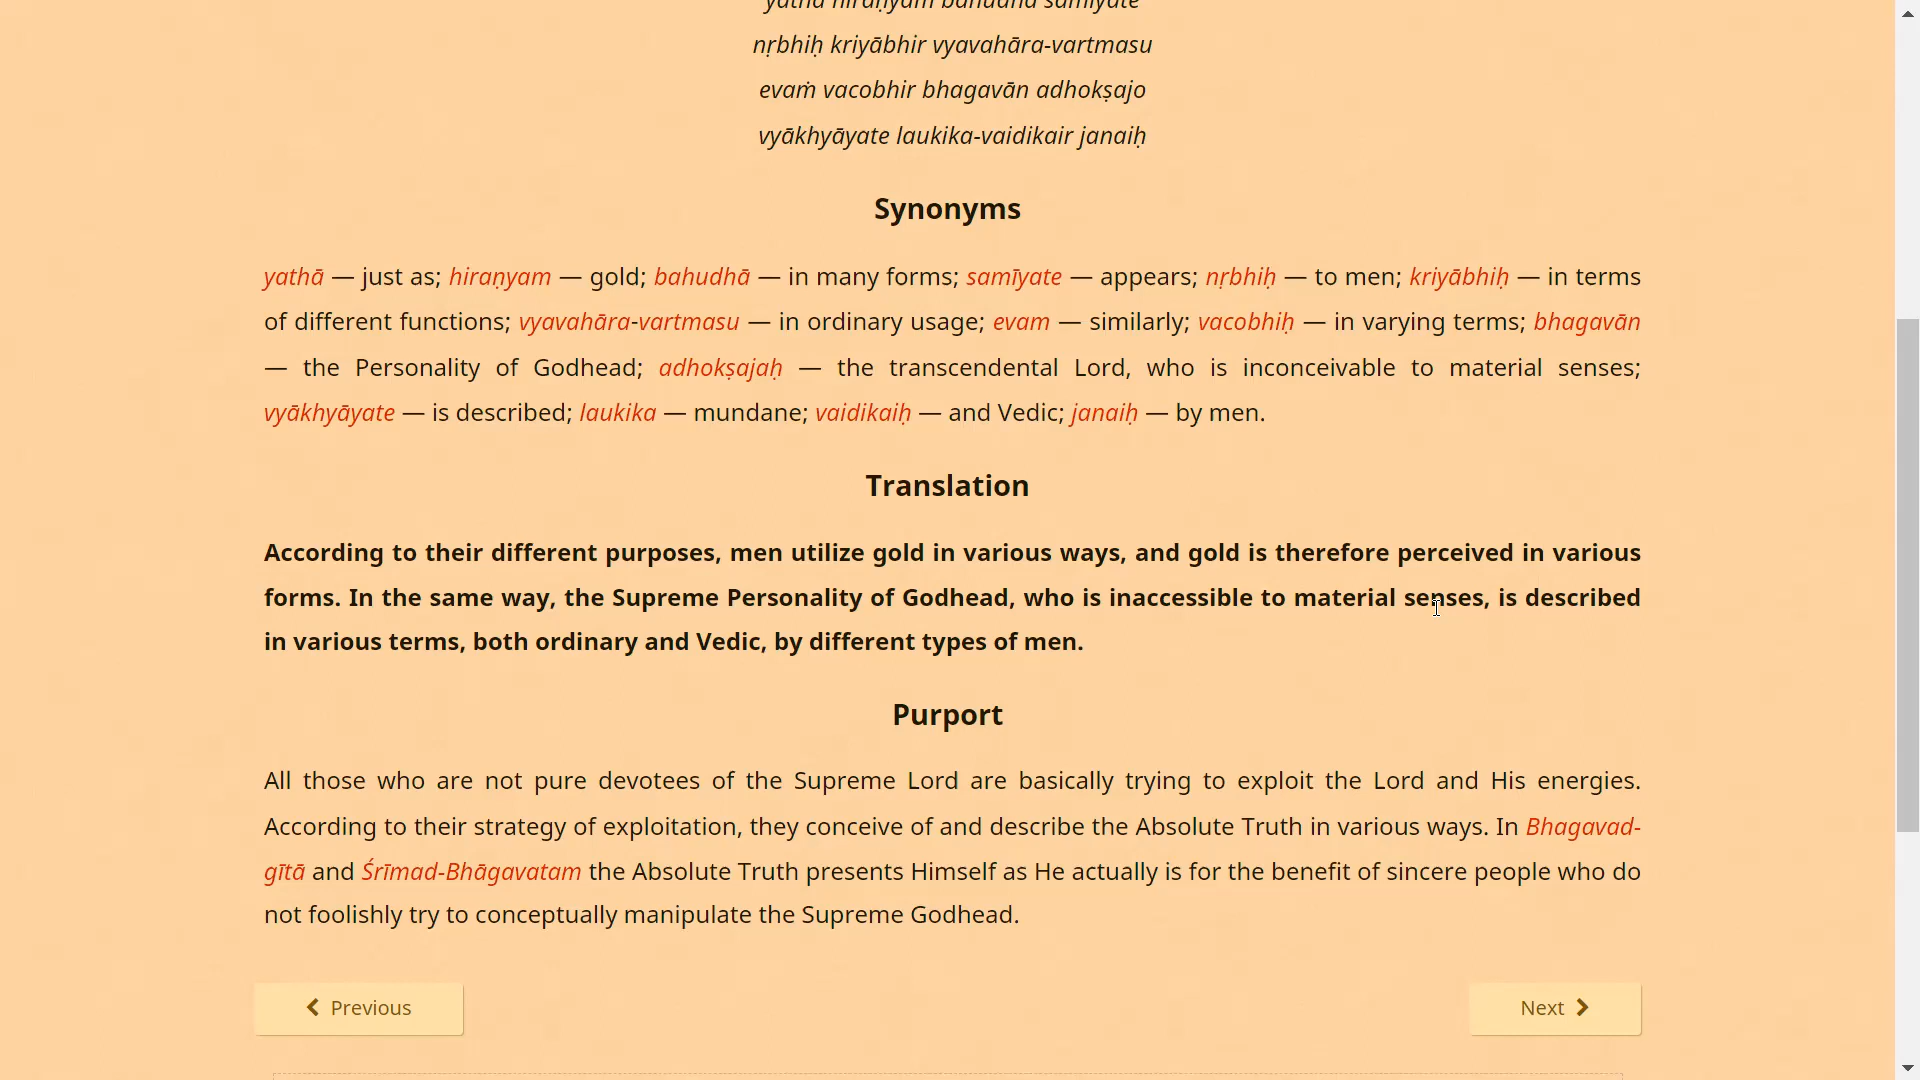 yathā hiraṇyam bahudhā samīyate
nṛbhiḥ kriyābhir vyavahāra-vartmasu
evaṁ vacobhir bhagavān adhokṣajo
vyākhyāyate laukika-vaidikair janaiḥ
Synonyms
yathā — just as; hiraṇyam — gold; bahudhā — in many forms; samīyate — appears; nṛbhiḥ — to men; kriyābhiḥ — in terms
of different functions; vyavahāra-vartmasu — in ordinary usage; evam — similarly; vacobhiḥ — in varying terms; bhagavān
— the Personality of Godhead; adhokṣajaḥ — the transcendental Lord, who is inconceivable to material senses;
vyākhyāyate — is described; laukika — mundane; vaidikaiḥ — and Vedic; janaiḥ — by men.
Translation
According to their different purposes, men utilize gold in various ways, and gold is therefore perceived in various
forms. In the same way, the Supreme Personality of Godhead, who is inaccessible to material senses, is described
in various terms, both ordinary and Vedic, by different types of men.
Purport
All those who are not pure devotees of the Supreme Lord are basically trying to exploit the Lord and His energies.
According to their strategy of exploitation, they conceive of and describe the Absolute Truth in various ways. In Bhagavad-
gītā and Śrīmad-Bhāgavatam the Absolute Truth presents Himself as He actually is for the benefit of sincere people who do
not foolishly try to conceptually manipulate the Supreme Godhead.
Previous
Next